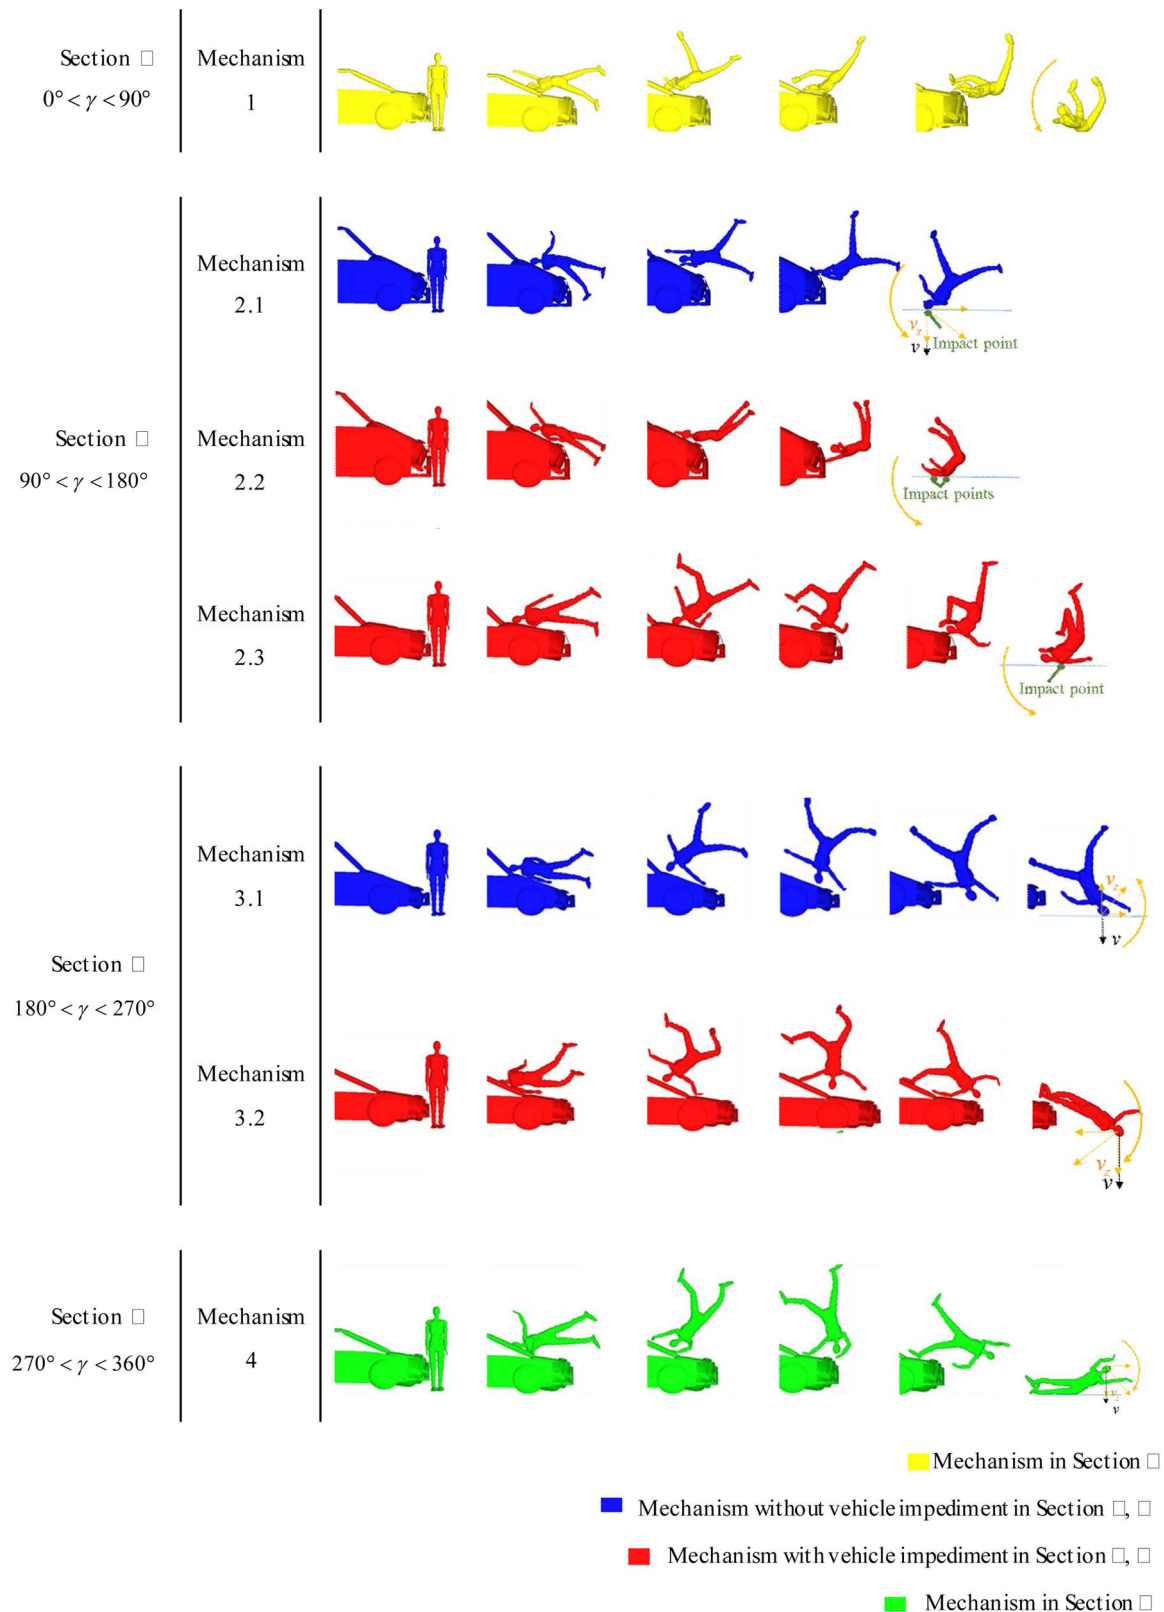 Section □
0° < γ < 90°
Mechanism
1
Mechanism
2.1
v_z
v
Impact point
Section □
90° < γ < 180°
Mechanism
2.2
Impact points
Mechanism
2.3
Impact point
Mechanism
3.1
v_z
v
Section □
180° < γ < 270°
Mechanism
3.2
v_z
v
Section □
270° < γ < 360°
Mechanism
4
v_z
v
Mechanism in Section □
Mechanism without vehicle impediment in Section □, □
Mechanism with vehicle impediment in Section □, □
Mechanism in Section □